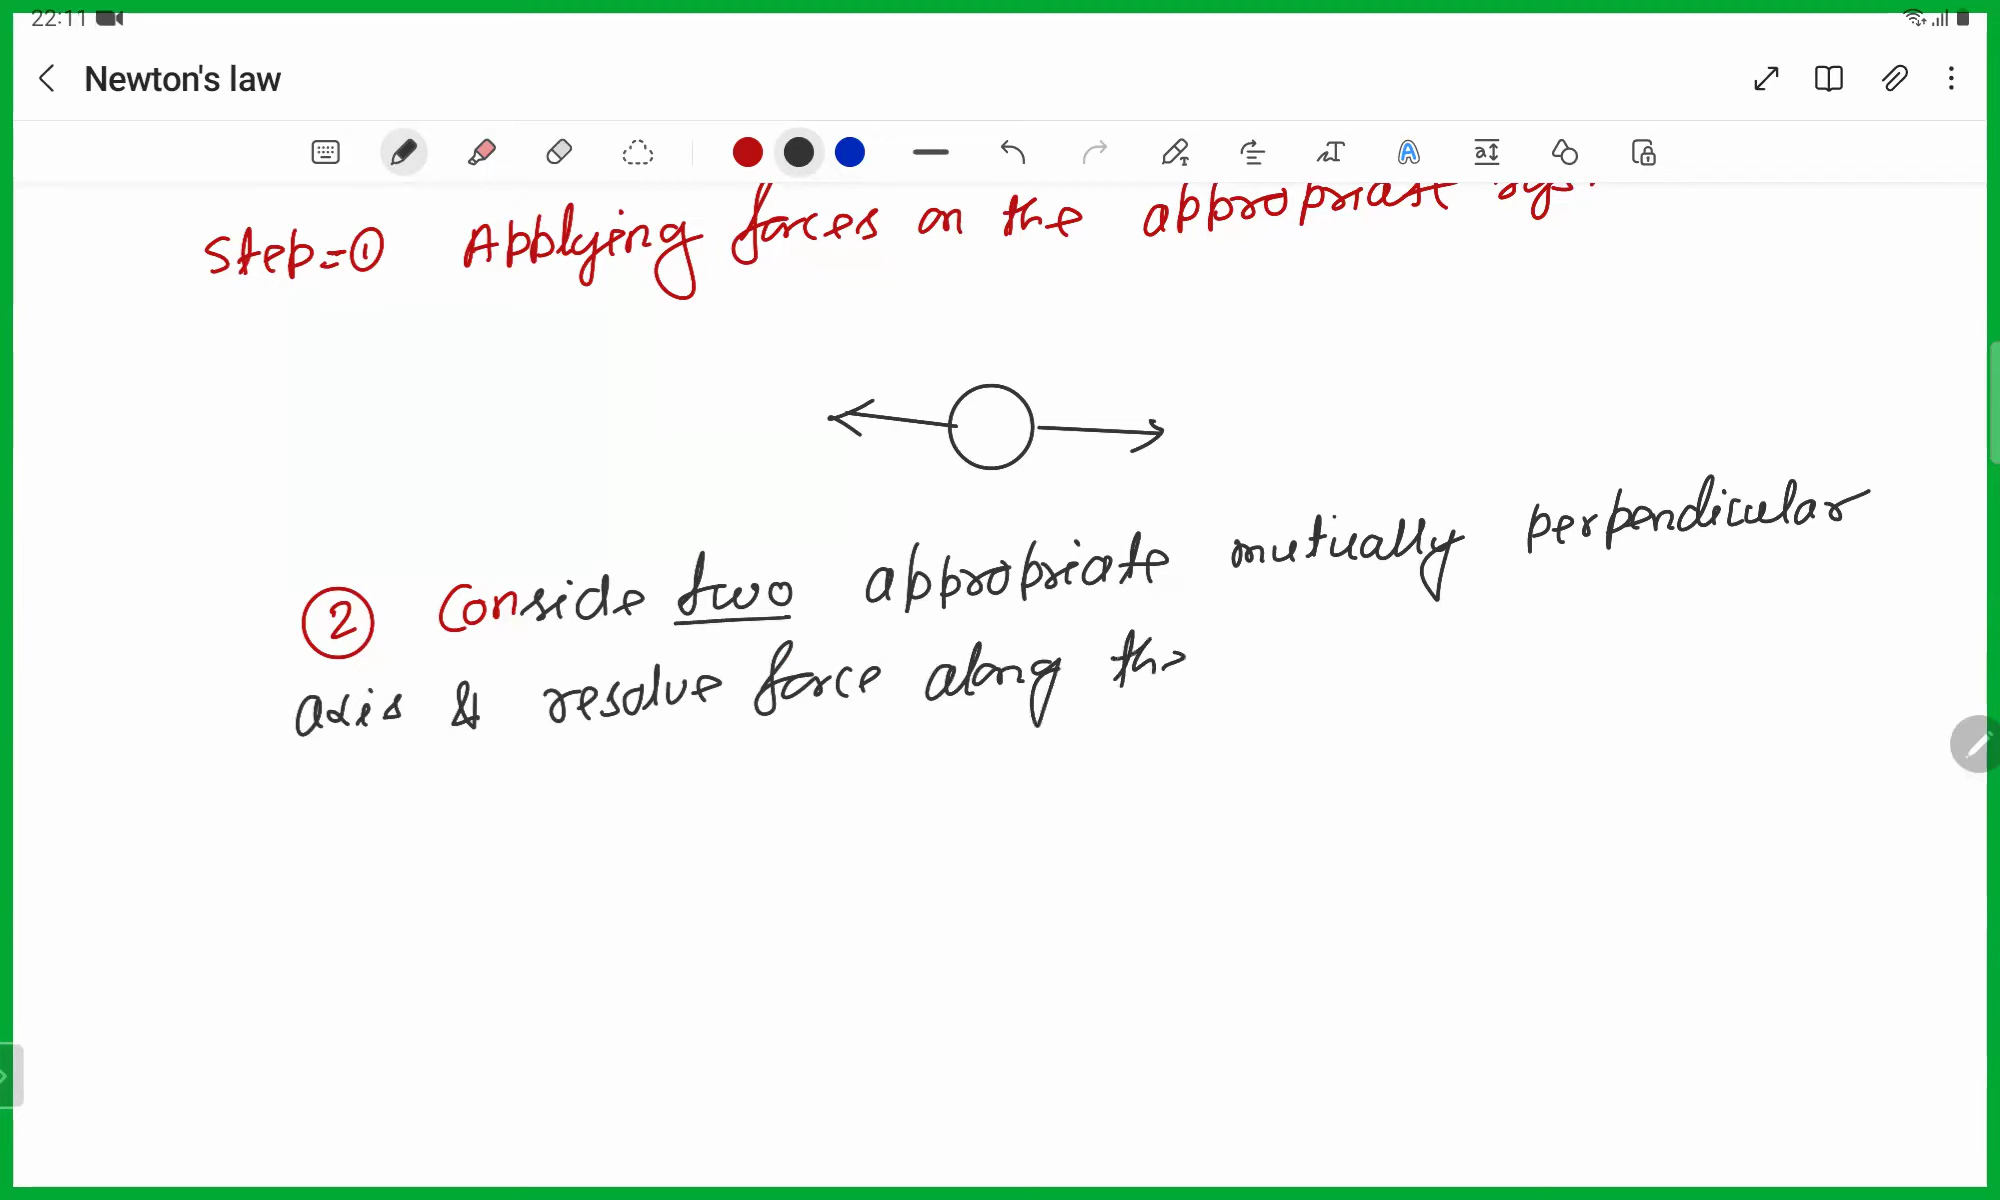 22:11
Newton's law
Step=① Applying forces on the appropriate sys.
② Conside two appropriate mutually perpendicular
axis & resolve force along the